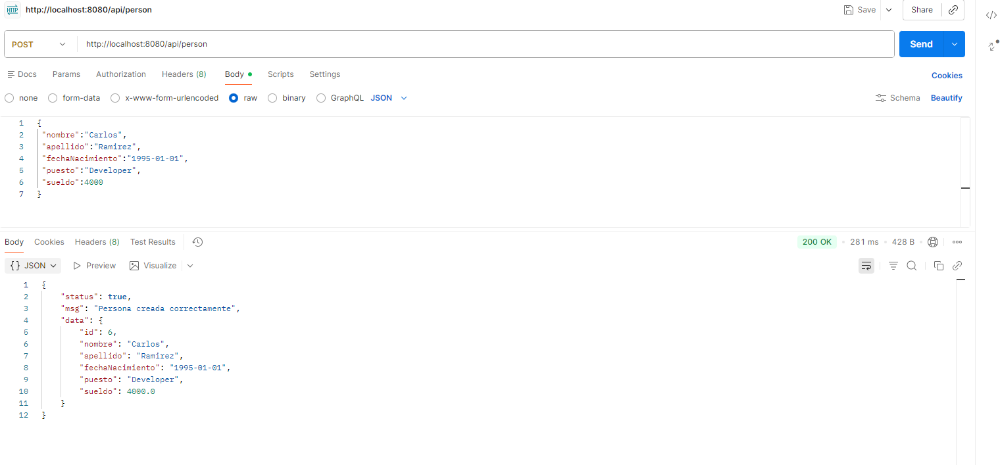 HTTP http://localhost:8080/api/person Save Share
POST http://localhost:8080/api/person Send
Docs Params Authorization Headers (8) Body Scripts Settings Cookies
none form-data x-www-form-urlencoded raw binary GraphQL JSON Schema Beautify
1 {
2 "nombre":"Carlos",
3 "apellido":"Ramirez",
4 "fechaNacimiento":"1995-01-01",
5 "puesto":"Developer",
6 "sueldo":4000
7 }
Body Cookies Headers (8) Test Results 200 OK 281 ms 428 B
{} JSON Preview Visualize
1 {
2 "status": true,
3 "msg": "Persona creada correctamente",
4 "data": {
5 "id": 6,
6 "nombre": "Carlos",
7 "apellido": "Ramirez",
8 "fechaNacimiento": "1995-01-01",
9 "puesto": "Developer",
10 "sueldo": 4000.0
11 }
12 }